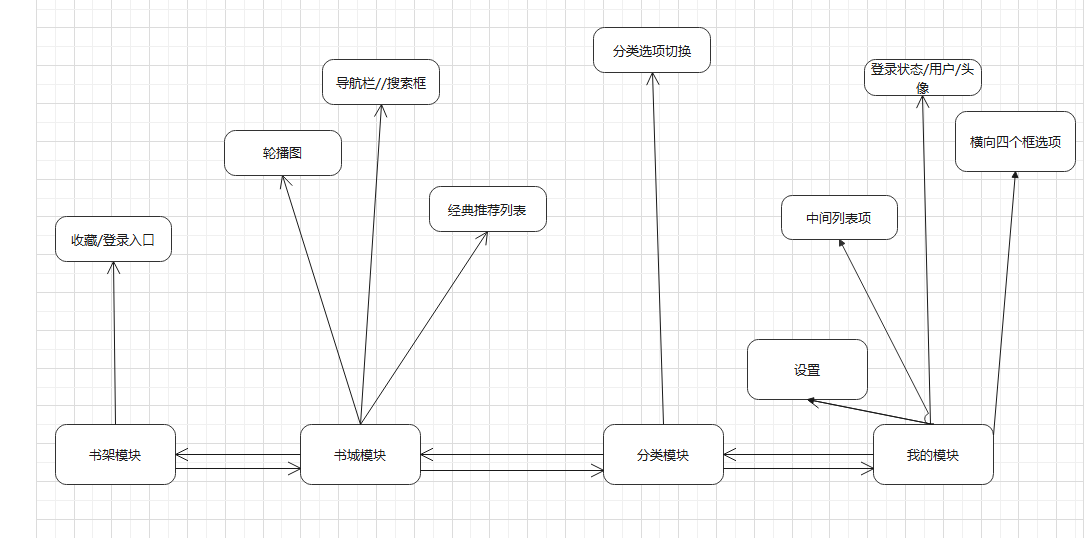 分类选项切换
登录状态/用户/头
像
导航栏//搜索框
轮播图
横向四个框选项
经典推荐列表
中间列表项
收藏/登录入口
设置
书架模块
书城模块
分类模块
我的模块